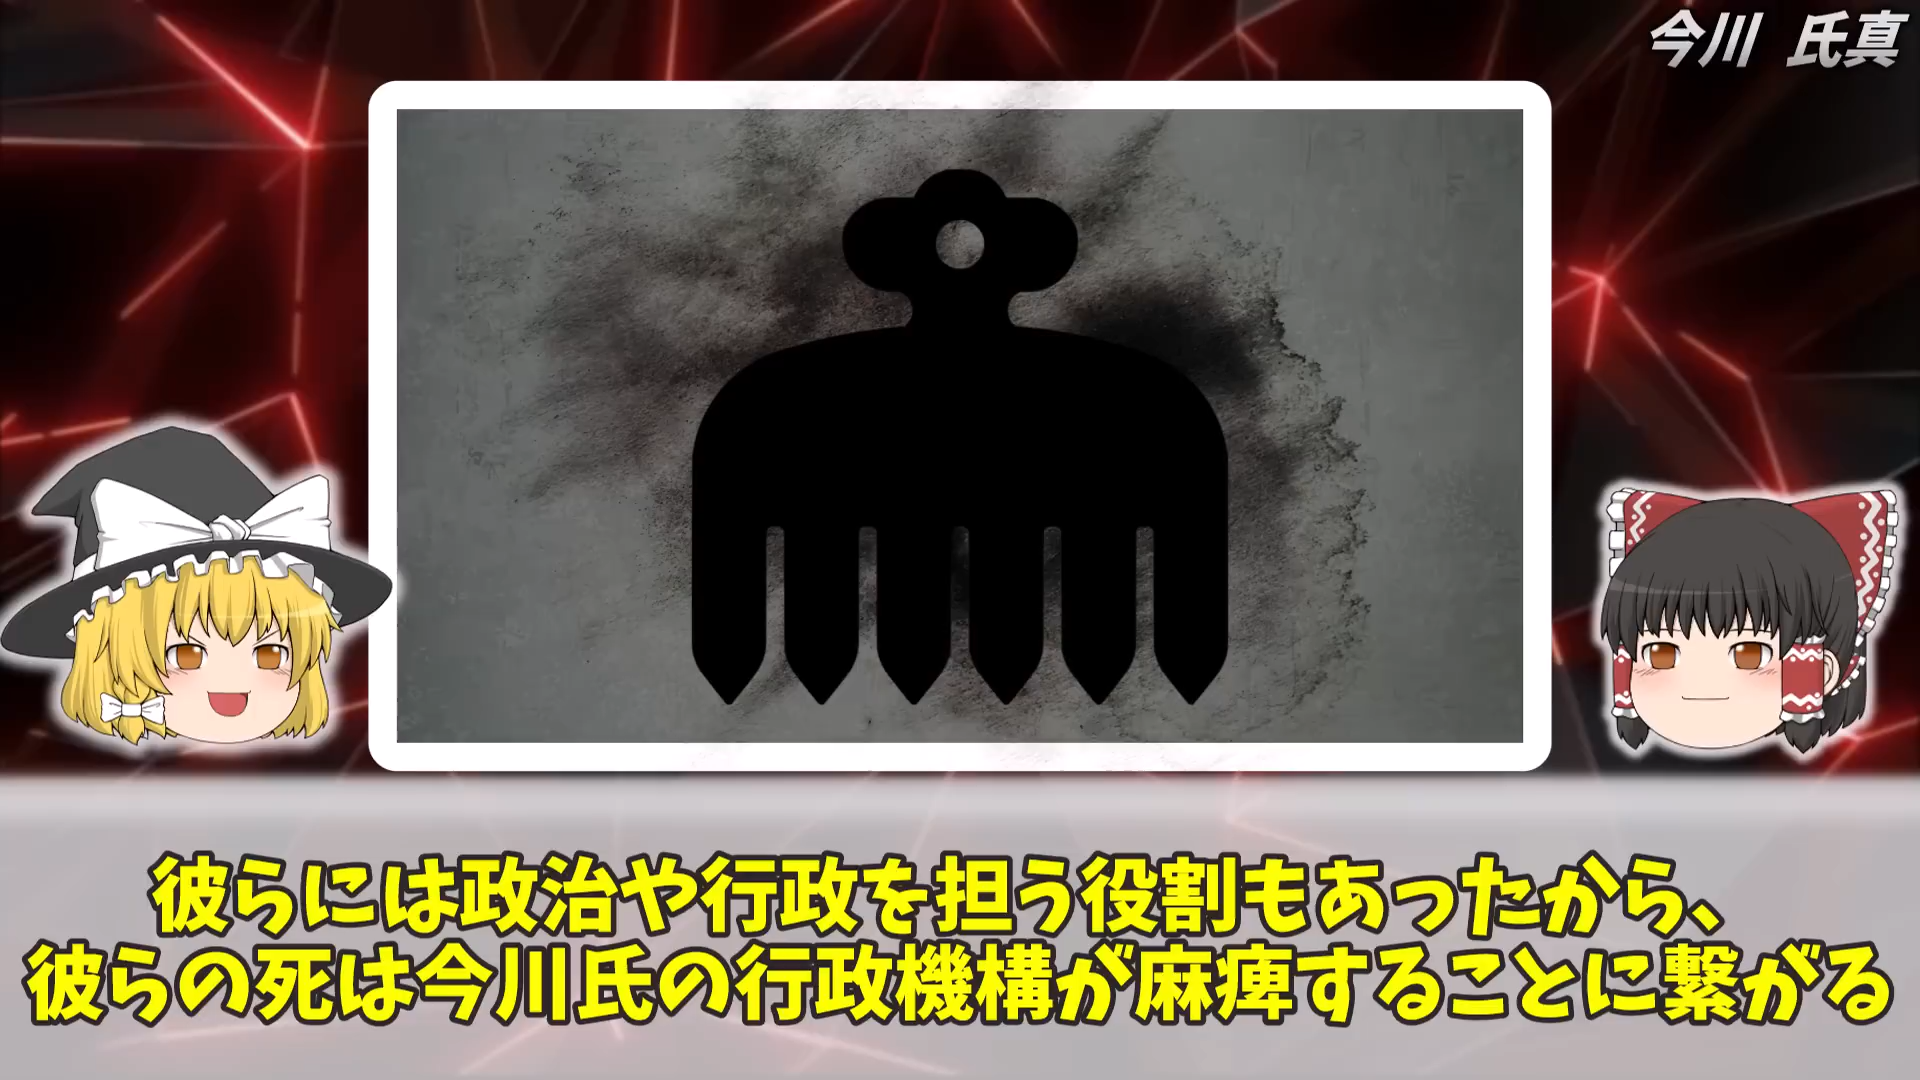 今川 氏真
彼らには政治や行政を担う役割もあったから、
彼らの死は今川氏の行政機構が麻痺することに繋がる